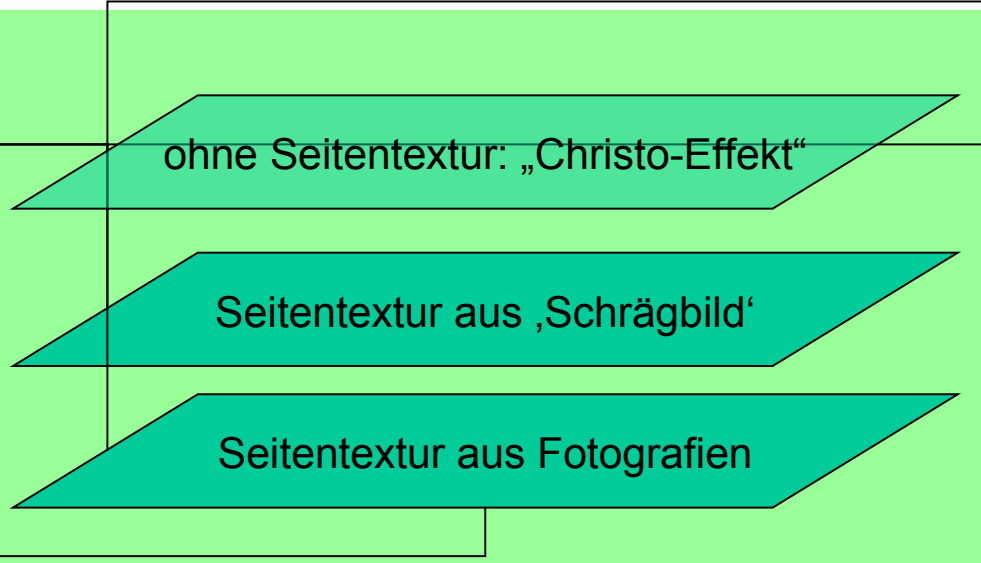 ohne Seitentextur: „Christo-Effekt“
Seitentextur aus ‚Schrägbild‘
Seitentextur aus Fotografien